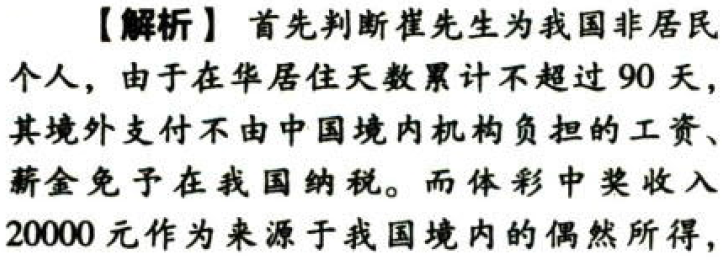 【解析】 首先判断崔先生为我国非居民
个人，由于在华居住天数累计不超过 90 天，
其境外支付不由中国境内机构负担的工资、
薪金免予在我国纳税。而体彩中奖收入
20000 元作为来源于我国境内的偶然所得，